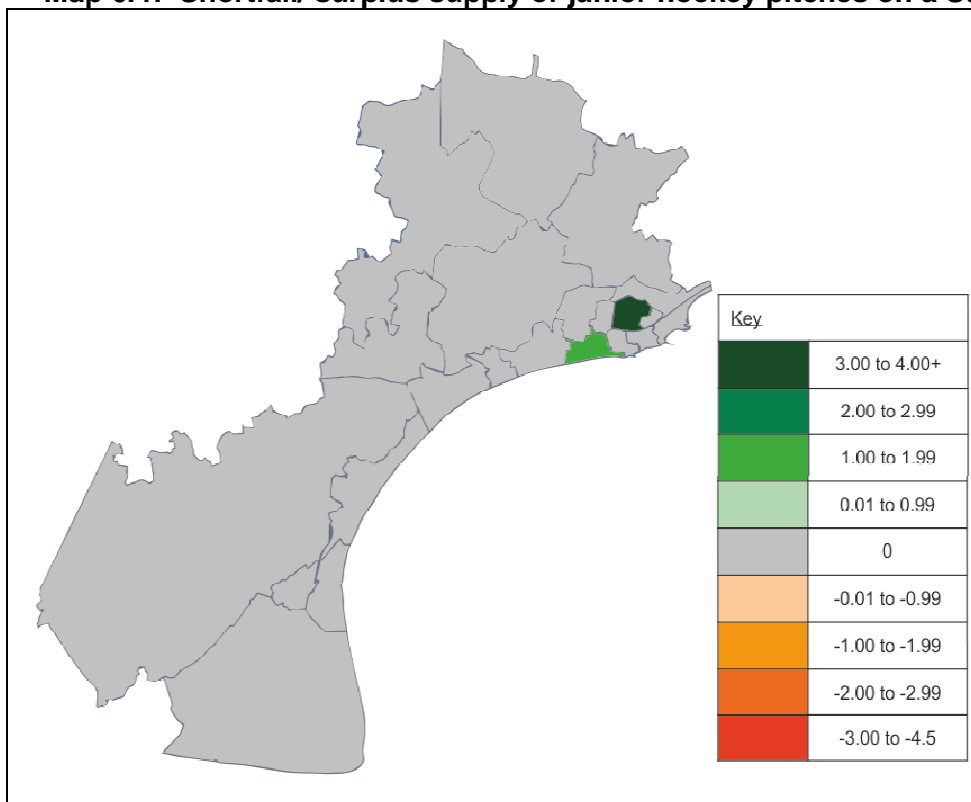 Key
3.00 to 4.00+
2.00 to 2.99
1.00 to 1.99
0.01 to 0.99
0
-0.01 to -0.99
-1.00 to -1.99
-2.00 to -2.99
-3.00 to -4.5